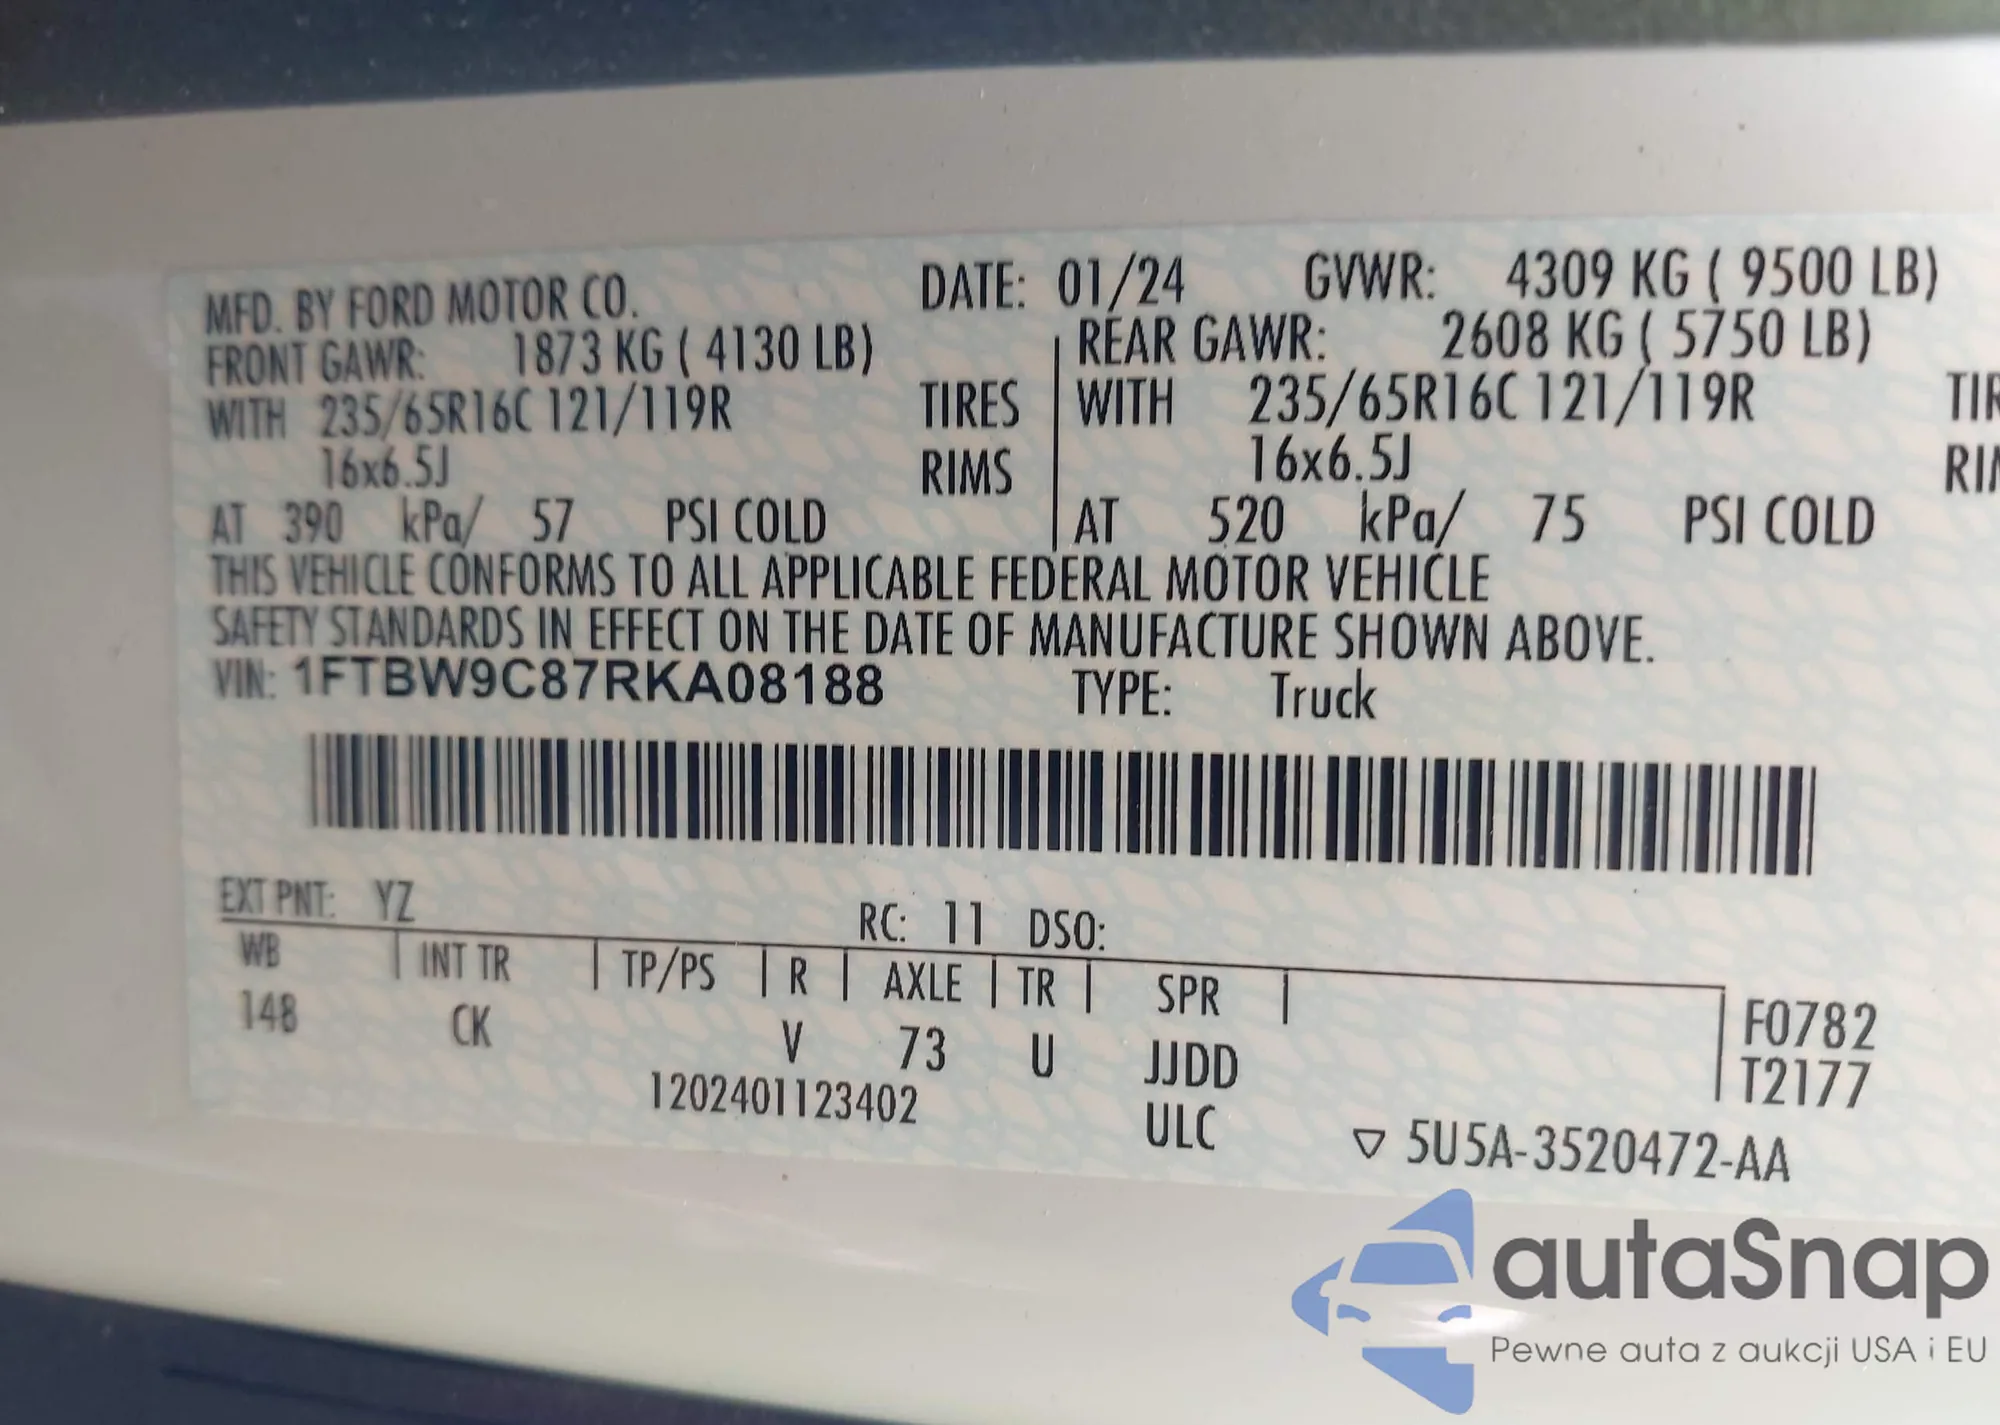 MFD. BY FORD MOTOR CO. DATE: 01/24 GVWR: 4309 KG ( 9500 LB)
FRONT GAWR: 1873 KG ( 4130 LB) REAR GAWR: 2608 KG ( 5750 LB)
WITH 235/65R16C 121/119R TIRES WITH 235/65R16C 121/119R TIR
16x6.5J RIMS 16x6.5J RIM
AT 390 kPa/ 57 PSI COLD AT 520 kPa/ 75 PSI COLD
THIS VEHICLE CONFORMS TO ALL APPLICABLE FEDERAL MOTOR VEHICLE
SAFETY STANDARDS IN EFFECT ON THE DATE OF MANUFACTURE SHOWN ABOVE.
VIN: 1FTBW9C87RKA08188 TYPE: Truck
EXT PNT: YZ RC: 11 DSO:
WB INT TR TP/PS R AXLE TR SPR
148 CK V 73 U JJDD F0782
T2177
1202401123402 ULC ▽ 5U5A-3520472-AA
autaSnap
Pewne auta z aukcji USA i EU